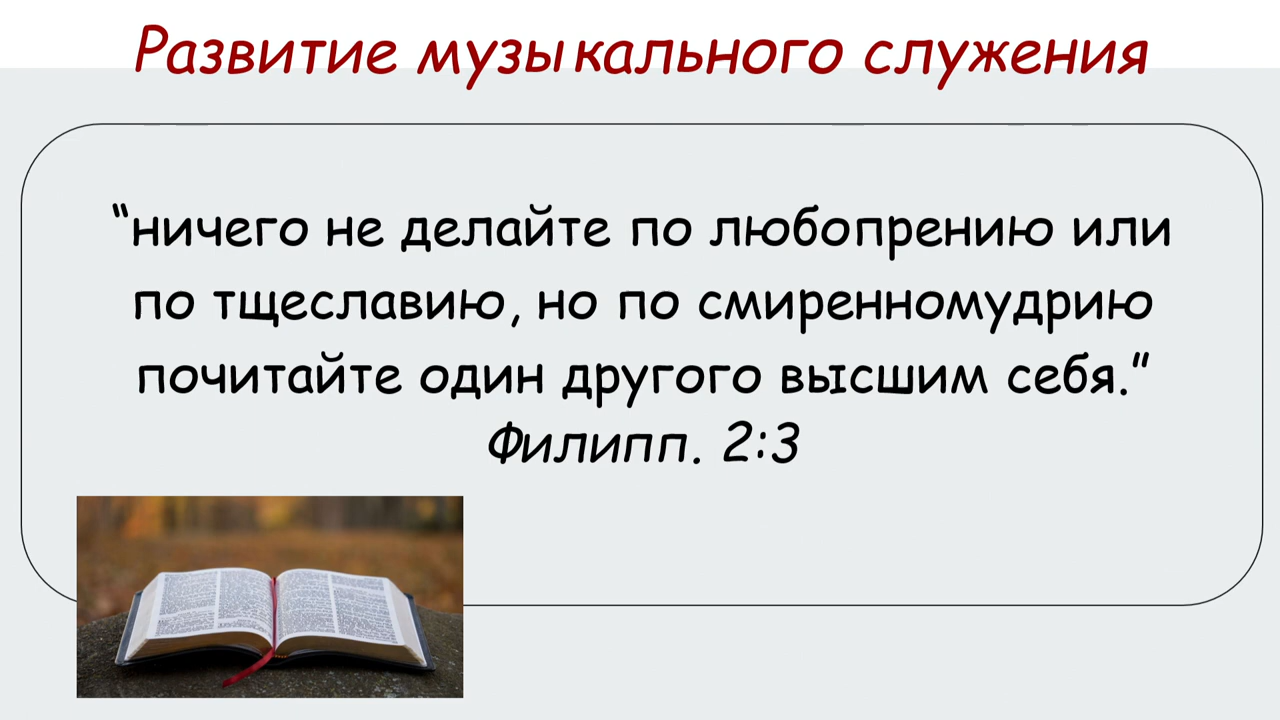 Развитие музыкального служения
“ничего не делайте по любопрению или
по тщеславию, но по смиренномудрию
почитайте один другого высшим себя.”
Филипп. 2:3